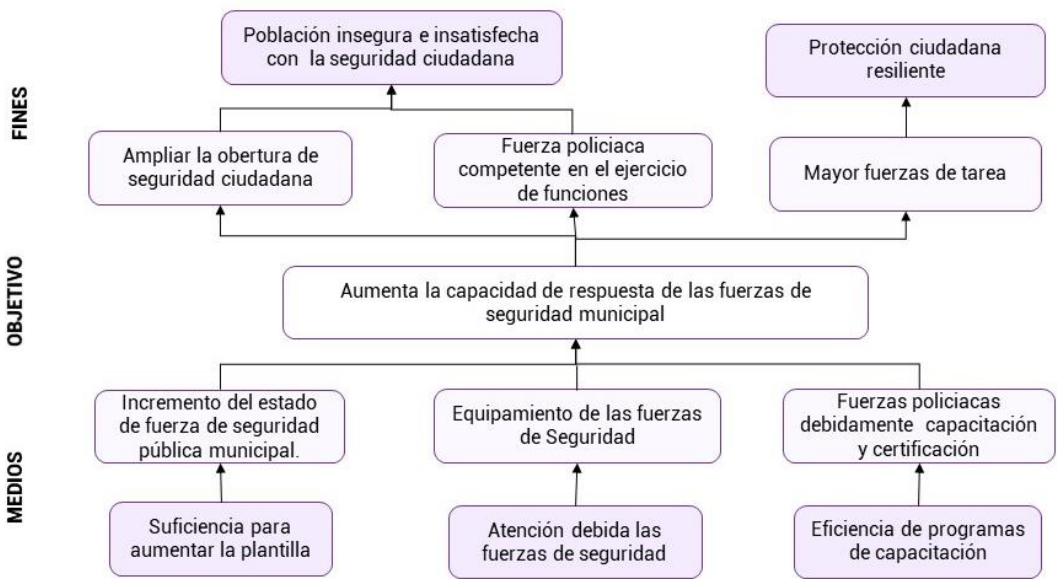 FINES
Población insegura e insatisfecha
con la seguridad ciudadana
Protección ciudadana
resiliente
Ampliar la obertura de
seguridad ciudadana
Fuerza policiaca
competente en el ejercicio
de funciones
Mayor fuerzas de tarea
OBJETIVO
Aumenta la capacidad de respuesta de las fuerzas de
seguridad municipal
MEDIOS
Incremento del estado
de fuerza de seguridad
pública municipal.
Equipamiento de las fuerzas
de Seguridad
Fuerzas policiacas
debidamente capacitación
y certificación
Suficiencia para
aumentar la plantilla
Atención debida las
fuerzas de seguridad
Eficiencia de programas
de capacitación